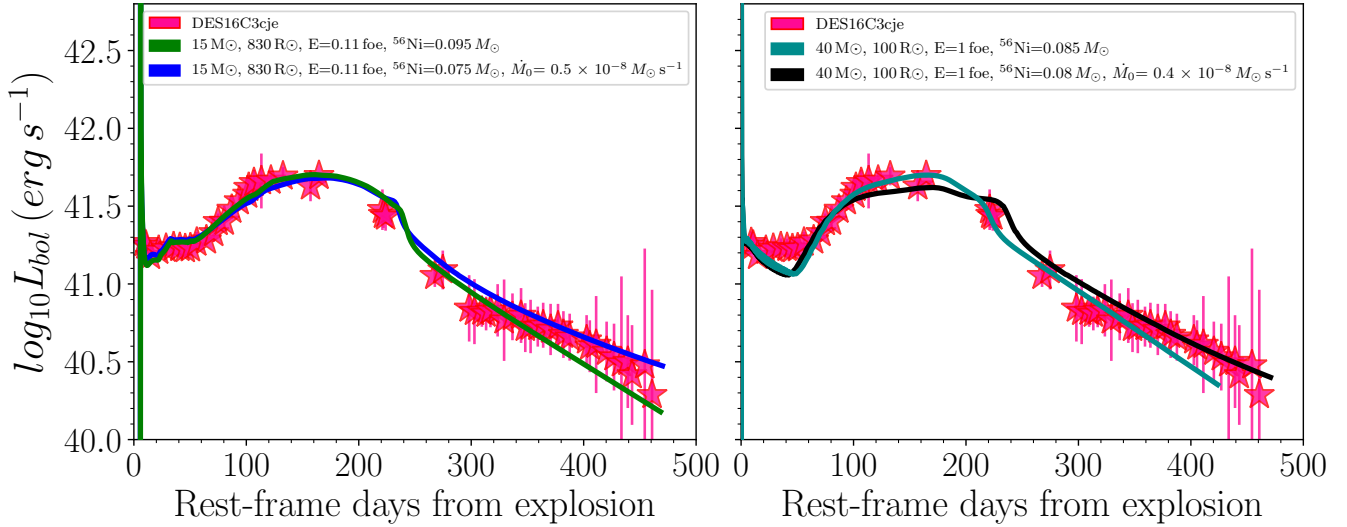 DES16C3cje
15 M⊙, 830 R⊙, E=0.11 foe, ⁵⁶Ni=0.095 M⊙
15 M⊙, 830 R⊙, E=0.11 foe, ⁵⁶Ni=0.075 M⊙, Ṁ₀= 0.5 × 10⁻⁸ M⊙ s⁻¹
DES16C3cje
40 M⊙, 100 R⊙, E=1 foe, ⁵⁶Ni=0.085 M⊙
40 M⊙, 100 R⊙, E=1 foe, ⁵⁶Ni=0.08 M⊙, Ṁ₀= 0.4 × 10⁻⁸ M⊙ s⁻¹
log₁₀L_bol (erg s⁻¹)
42.5
42.0
41.5
41.0
40.5
40.0
0 100 200 300 400 500
0 100 200 300 400 500
Rest-frame days from explosion
Rest-frame days from explosion